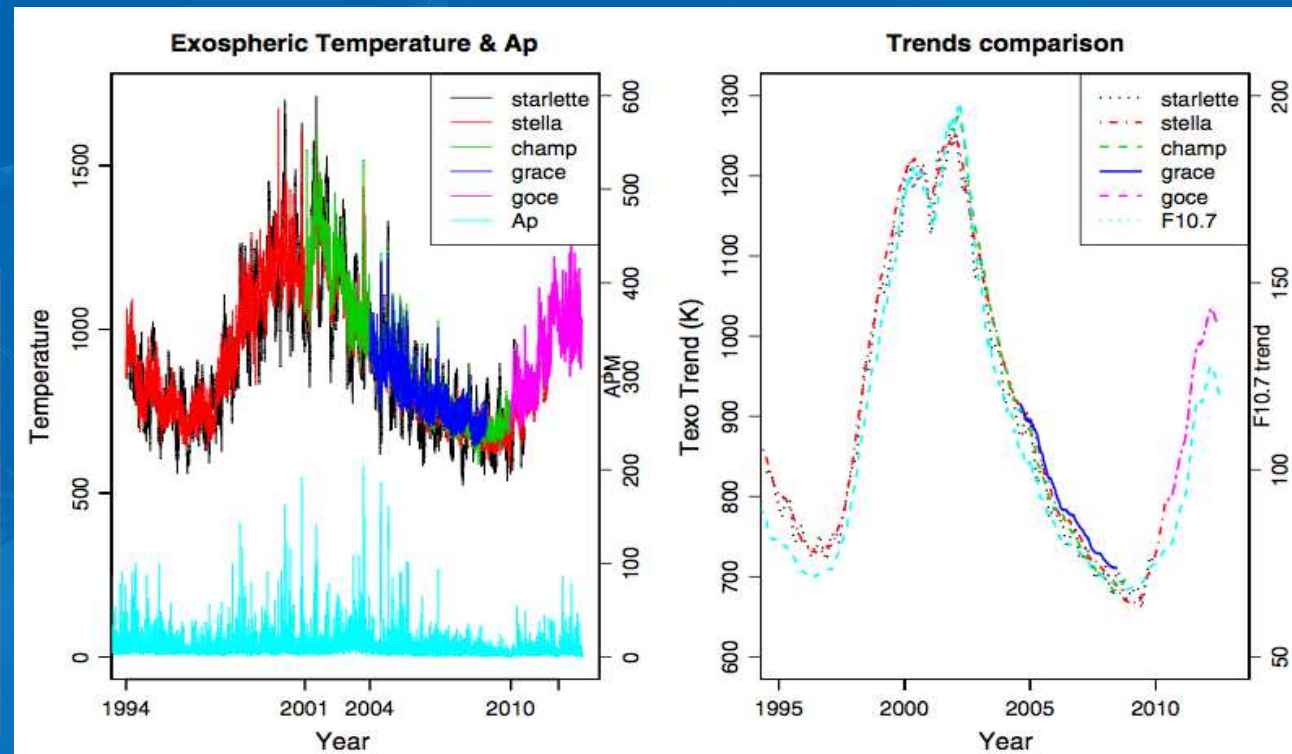 Exospheric Temperature & Ap
starlette
stella
champ
grace
goce
Ap
Temperature
0
500
1000
1500
APM
0
100
200
300
400
500
600
1994
2001
2004
2010
Year
Trends comparison
starlette
stella
champ
grace
goce
F10.7
Texo Trend (K)
600
700
800
900
1000
1100
1200
1300
F10.7 trend
50
100
150
200
1995
2000
2005
2010
Year